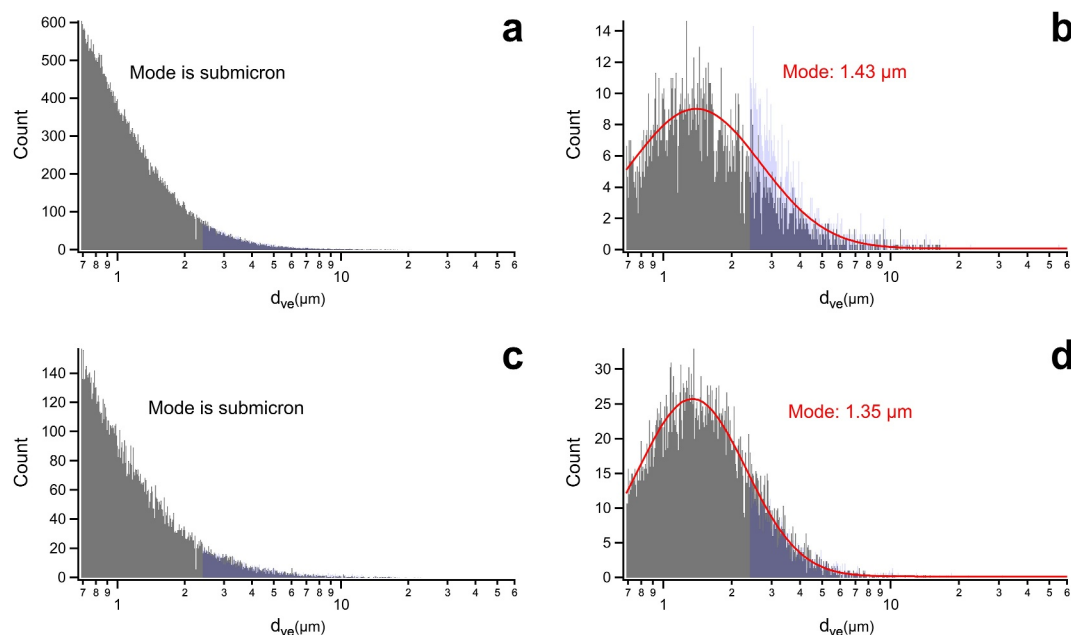 a
600
500
400
300
200
100
0
Count
Mode is submicron
7 8 9 1 2 3 4 5 6 7 8 9 10 2 3 4 5 6
dve(µm)
b
14
12
10
8
6
4
2
0
Count
Mode: 1.43 µm
7 8 9 1 2 3 4 5 6 7 8 9 10 2 3 4 5 6
dve(µm)
c
140
120
100
80
60
40
20
0
Count
Mode is submicron
7 8 9 1 2 3 4 5 6 7 8 9 10 2 3 4 5 6
dve(µm)
d
30
25
20
15
10
5
0
Count
Mode: 1.35 µm
7 8 9 1 2 3 4 5 6 7 8 9 10 2 3 4 5 6
dve(µm)